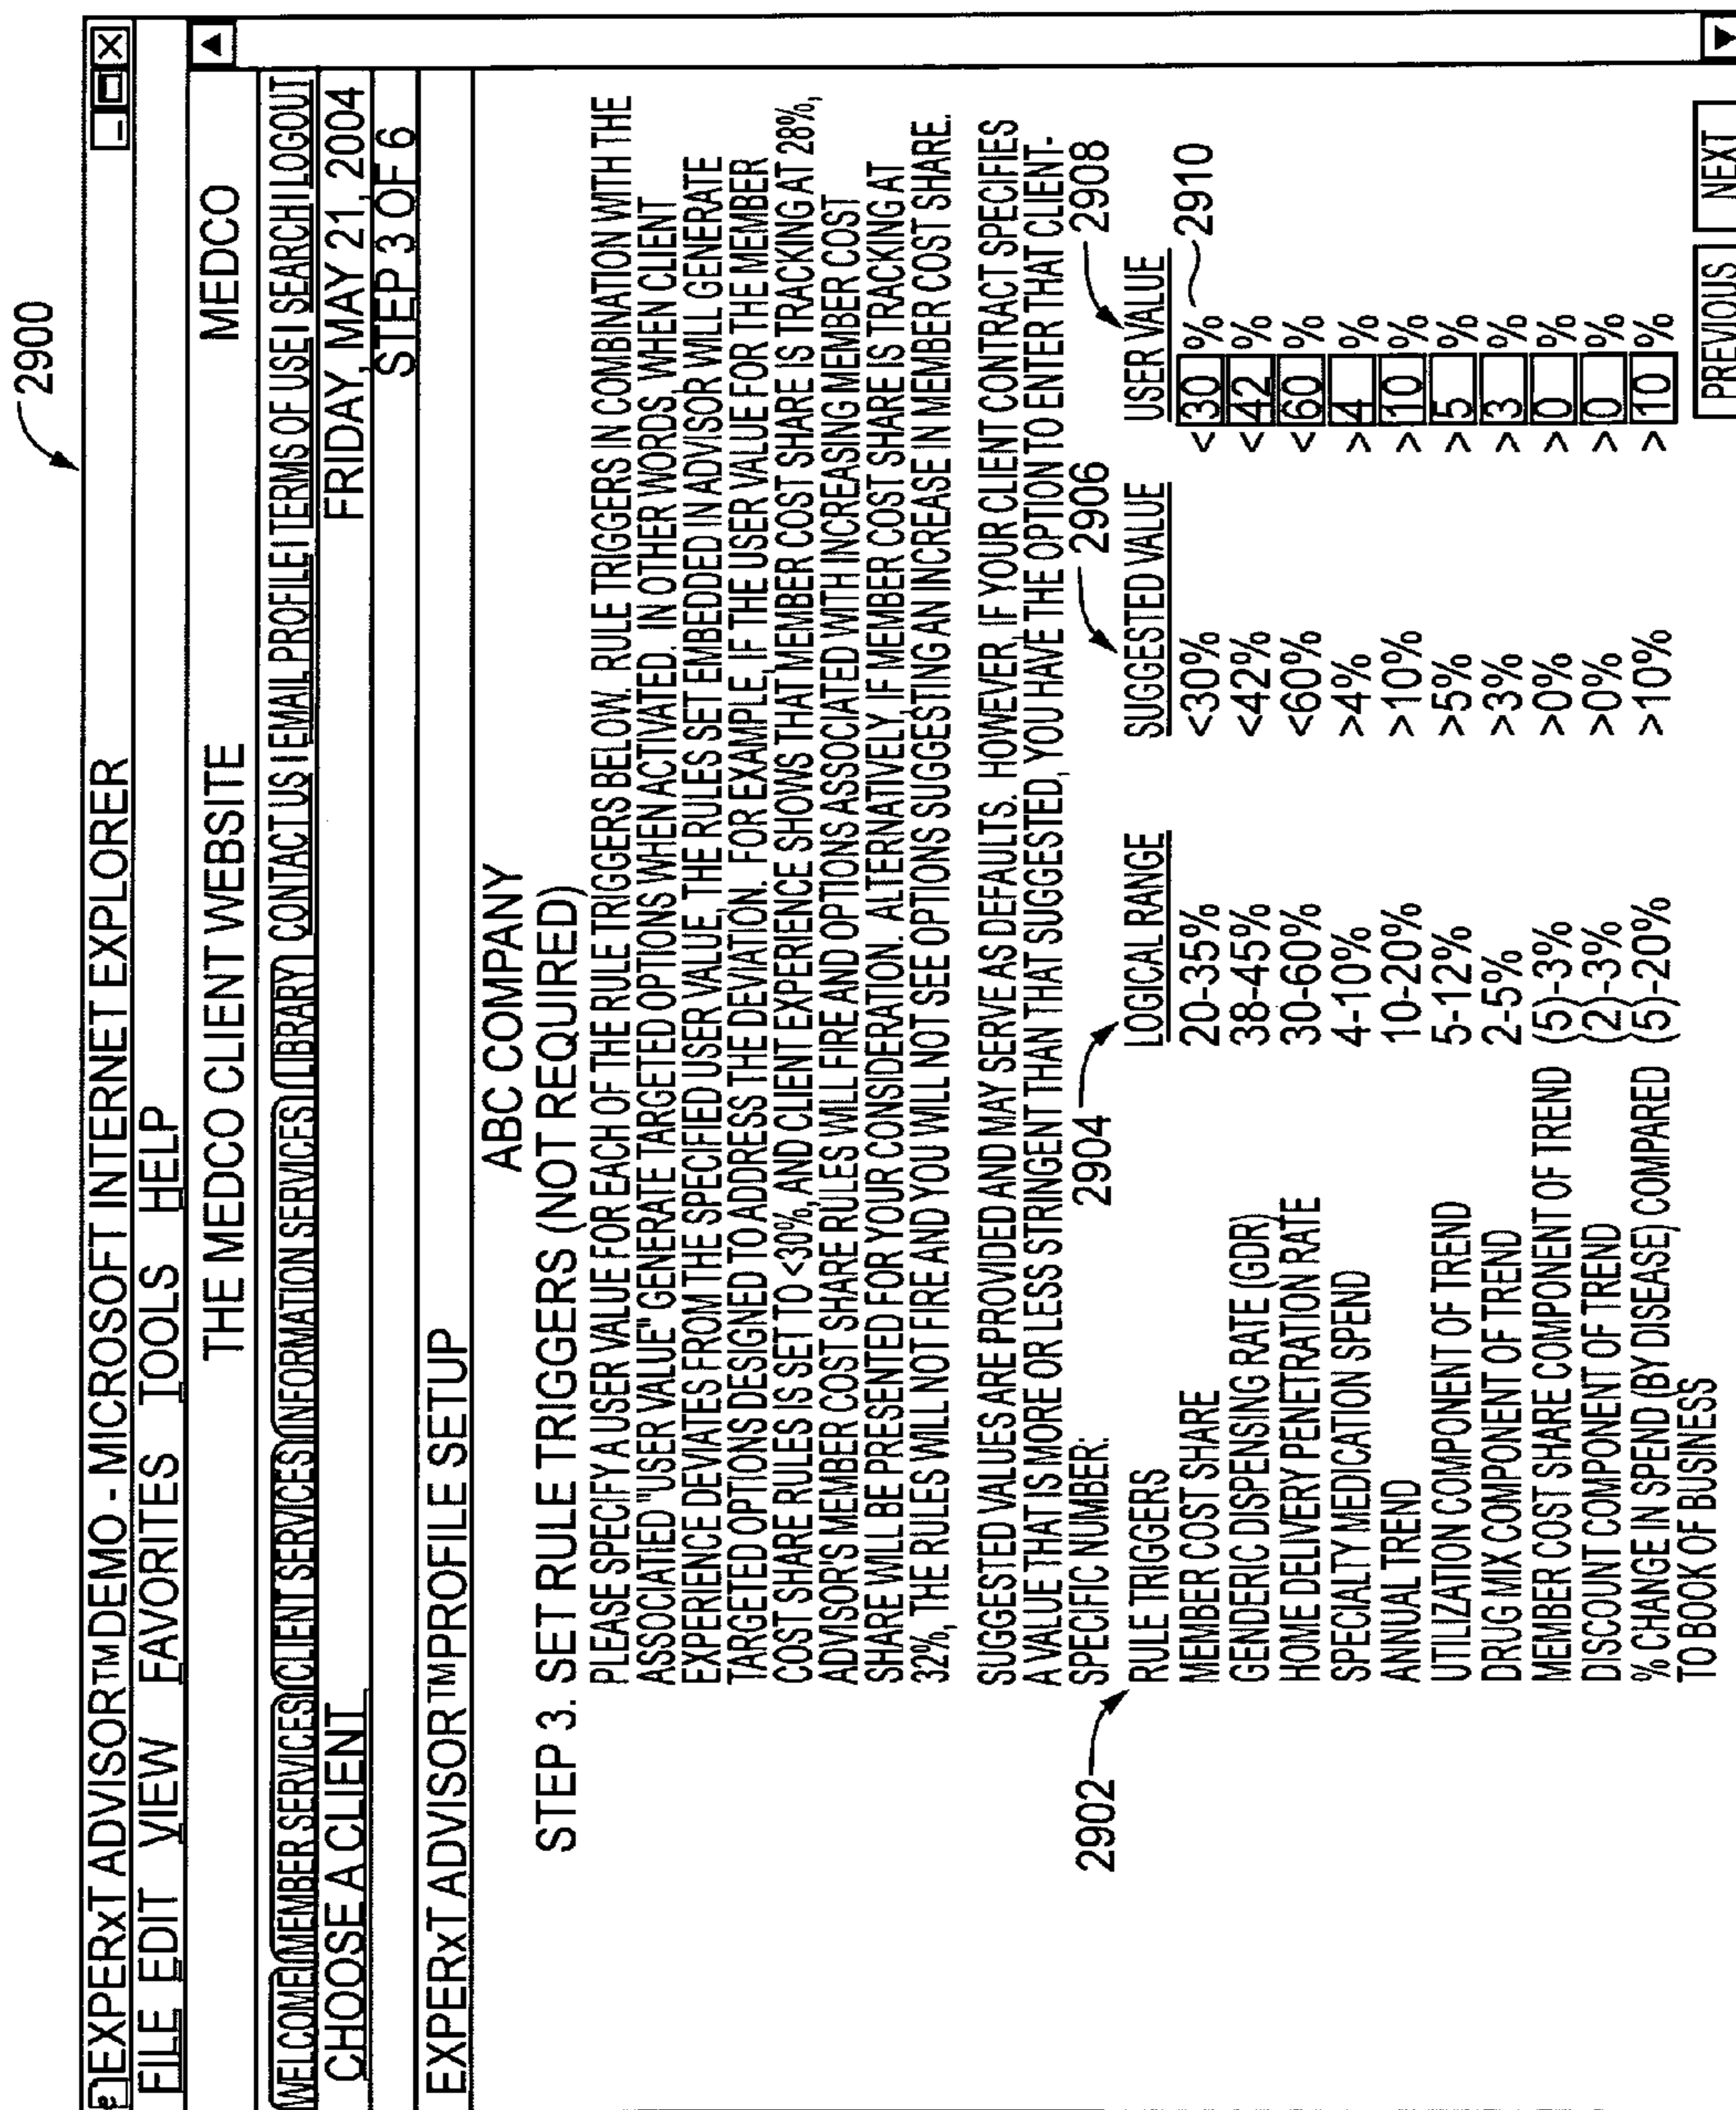 2900
EXPERxT ADVISOR™DEMO - MICROSOFT INTERNET EXPLORER
FILE EDIT VIEW FAVORITES TOOLS HELP
THE MEDCO CLIENT WEBSITE MEDCO
WELCOME MEMBER SERVICES CLIENT SERVICES INFORMATION SERVICES LIBRARY CONTACT US | EMAIL PROFILE | TERMS OF USE | SEARCH | LOGOUT
CHOOSE A CLIENT FRIDAY, MAY 21, 2004
STEP 3 OF 6
EXPERxT ADVISOR™PROFILE SETUP
ABC COMPANY
STEP 3. SET RULE TRIGGERS (NOT REQUIRED)
PLEASE SPECIFY A USER VALUE FOR EACH OF THE RULE TRIGGERS BELOW. RULE TRIGGERS IN COMBINATION WITH THE
ASSOCIATIED "USER VALUE" GENERATE TARGETED OPTIONS WHEN ACTIVATED. IN OTHER WORDS, WHEN CLIENT
EXPERIENCE DEVIATES FROM THE SPECIFIED USER VALUE, THE RULES SET EMBEDDED IN ADVISOR WILL GENERATE
TARGETED OPTIONS DESIGNED TO ADDRESS THE DEVIATION. FOR EXAMPLE, IF THE USER VALUE FOR THE MEMBER
COST SHARE RULES IS SET TO <30%, AND CLIENT EXPERIENCE SHOWS THAT MEMBER COST SHARE IS TRACKING AT 28%,
ADVISOR'S MEMBER COST SHARE RULES WILL FIRE AND OPTIONS ASSOCIATED WITH INCREASING MEMBER COST
SHARE WILL BE PRESENTED FOR YOUR CONSIDERATION. ALTERNATIVELY, IF MEMBER COST SHARE IS TRACKING AT
32%, THE RULES WILL NOT FIRE AND YOU WILL NOT SEE OPTIONS SUGGESTING AN INCREASE IN MEMBER COST SHARE.
SUGGESTED VALUES ARE PROVIDED AND MAY SERVE AS DEFAULTS. HOWEVER, IF YOUR CLIENT CONTRACT SPECIFIES
A VALUE THAT IS MORE OR LESS STRINGENT THAN THAT SUGGESTED, YOU HAVE THE OPTION TO ENTER THAT CLIENT-
SPECIFIC NUMBER:
2902 2904 2906 2908
RULE TRIGGERS LOGICAL RANGE SUGGESTED VALUE USER VALUE
MEMBER COST SHARE 20-35% <30% < 30 % 2910
GENDERIC DISPENSING RATE (GDR) 38-45% <42% < 42 %
HOME DELIVERY PENETRATION RATE 30-60% <60% < 60 %
SPECIALTY MEDICATION SPEND 4-10% >4% > 4 %
ANNUAL TREND 10-20% >10% > 10 %
UTILIZATION COMPONENT OF TREND 5-12% >5% > 5 %
DRUG MIX COMPONENT OF TREND 2-5% >3% > 3 %
MEMBER COST SHARE COMPONENT OF TREND (5)-3% >0% > 0 %
DISCOUNT COMPONENT OF TREND (2)-3% >0% > 0 %
% CHANGE IN SPEND (BY DISEASE) COMPARED (5)-20% >10% > 10 %
TO BOOK OF BUSINESS
PREVIOUS NEXT